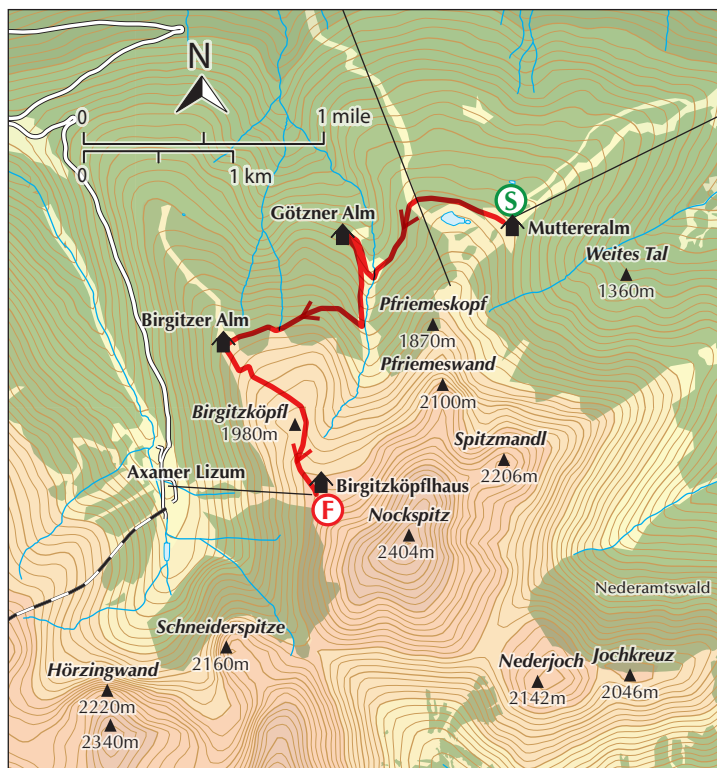 N
0
1 mile
0
1 km
S
Götzner Alm
Muttereralm
Weites Tal
1360m
Pfriemeskopf
1870m
Birgitzer Alm
Pfriemeswand
2100m
Birgitzköpfl
1980m
Spitzmandl
2206m
Axamer Lizum
Birgitzköpflhaus
F
Nockspitz
2404m
Nederamtswald
Schneiderspitze
2160m
Nederjoch
2142m
Jochkreuz
2046m
Hörzingwand
2220m
2340m